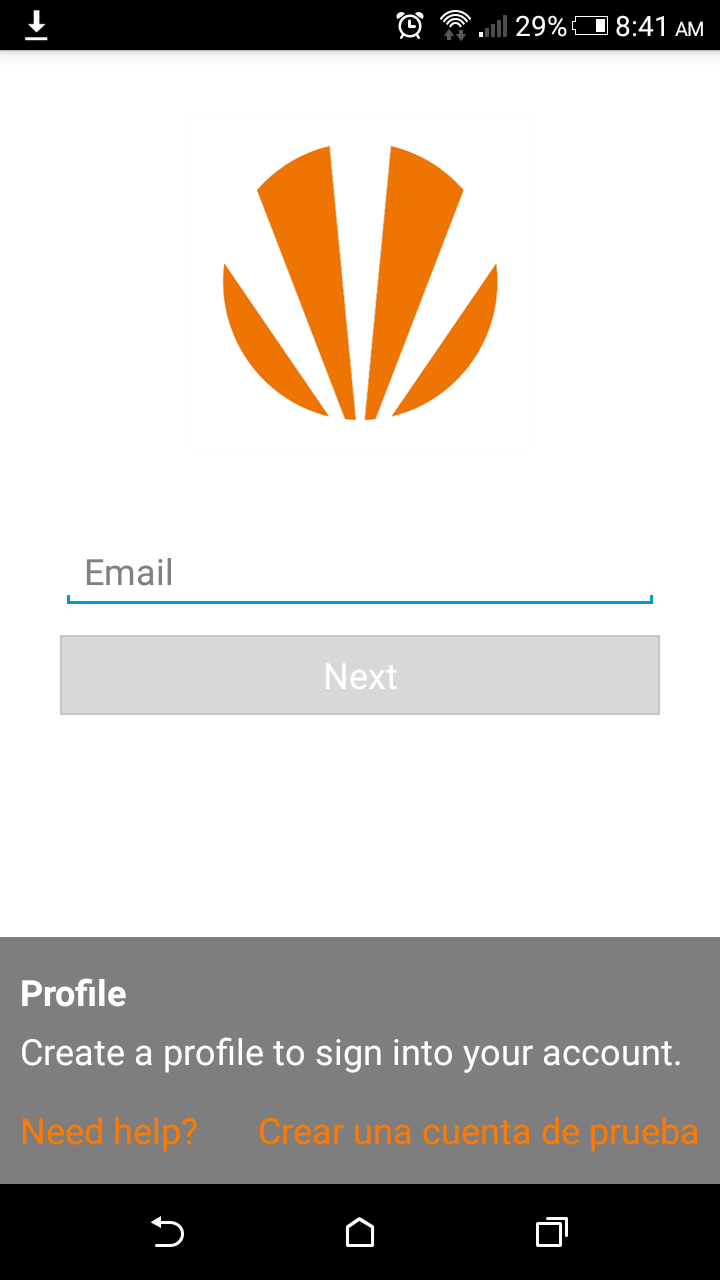 29% 8:41 AM
Email
Next
Profile
Create a profile to sign into your account.
Need help? Crear una cuenta de prueba